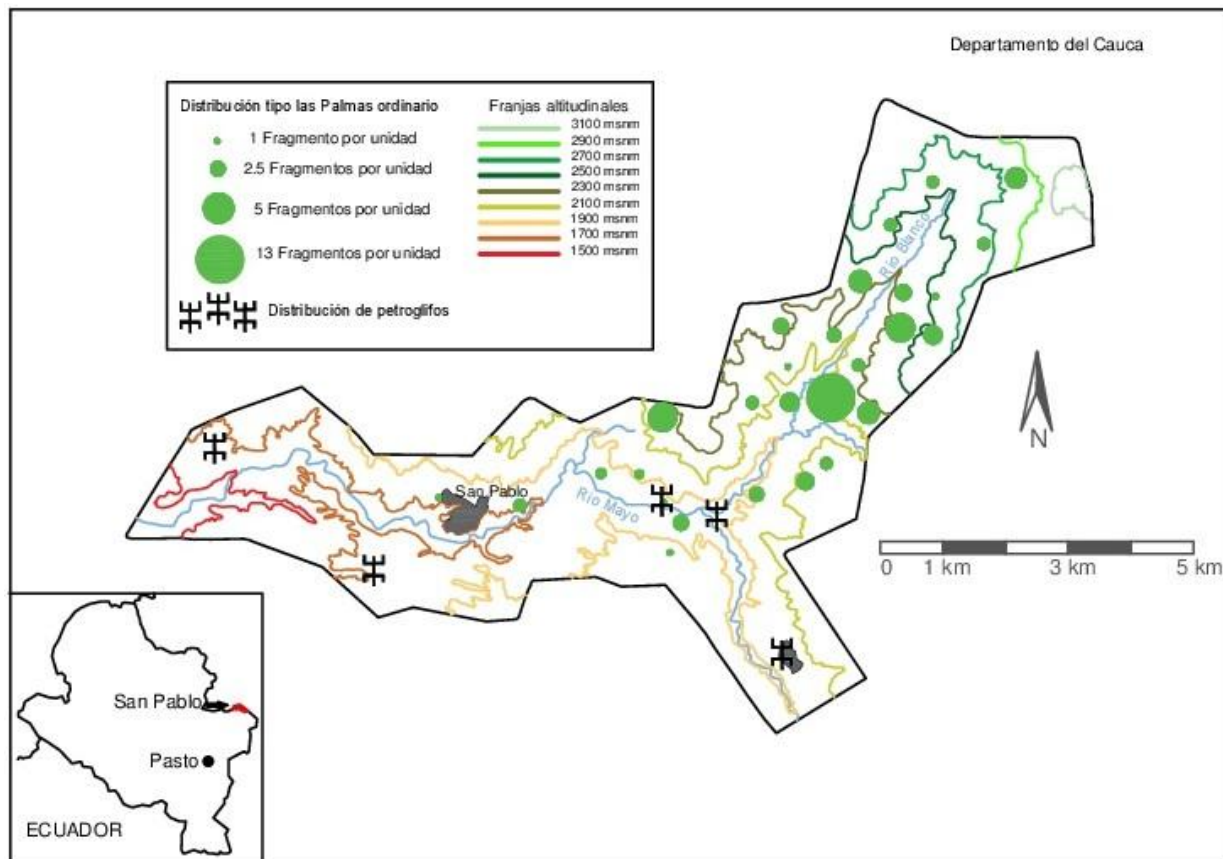 Departamento del Cauca
Distribución tipo las Palmas ordinario
1 Fragmento por unidad
2.5 Fragmentos por unidad
5 Fragmentos por unidad
13 Fragmentos por unidad
Distribución de petroglifos
Franjas altitudinales
3100 msnm
2900 msnm
2700 msnm
2500 msnm
2300 msnm
2100 msnm
1900 msnm
1700 msnm
1500 msnm
Río Blanco
San Pablo
Río Mayo
N
0 1 km 3 km 5 km
San Pablo
Pasto
ECUADOR